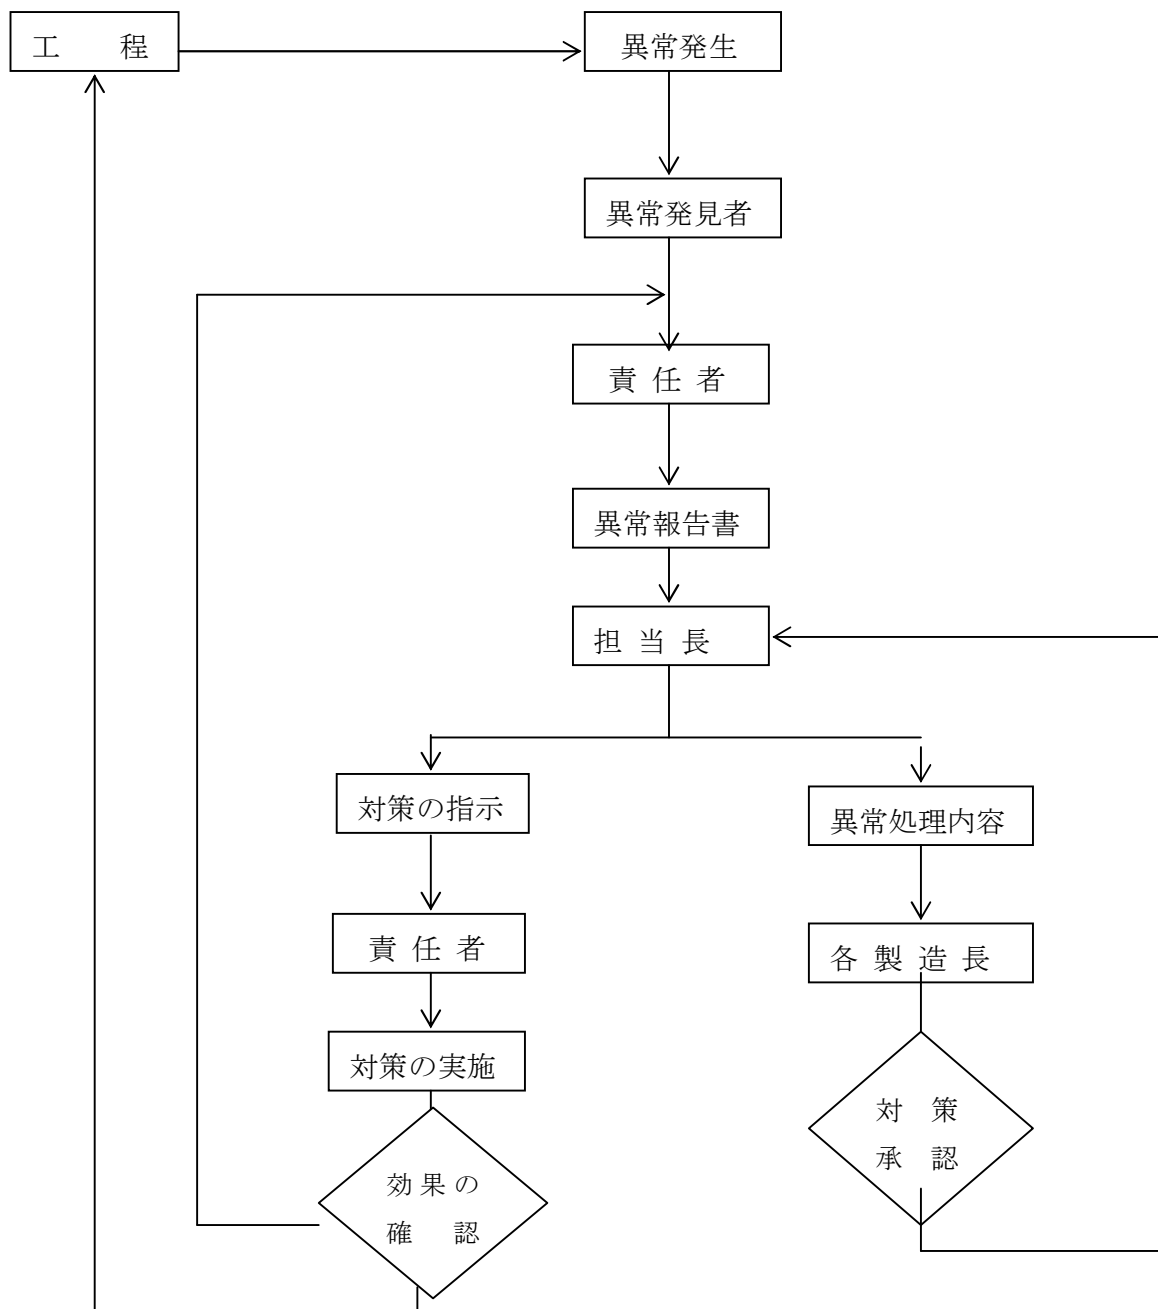 工　　程
異常発生
異常発見者
責 任 者
異常報告書
担 当 長
対策の指示
異常処理内容
責 任 者
各 製 造 長
対策の実施
対　策
承　認
効 果 の
確　　認